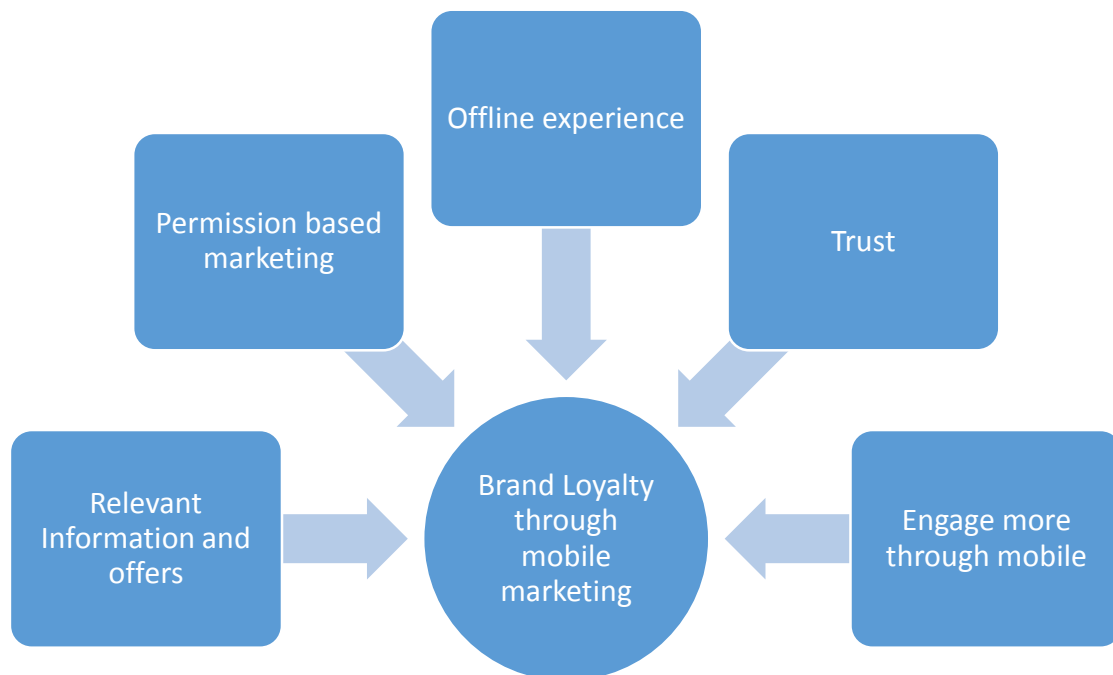 Offline experience
Permission based
marketing
Trust
Relevant
Information and
offers
Brand Loyalty
through
mobile
marketing
Engage more
through mobile